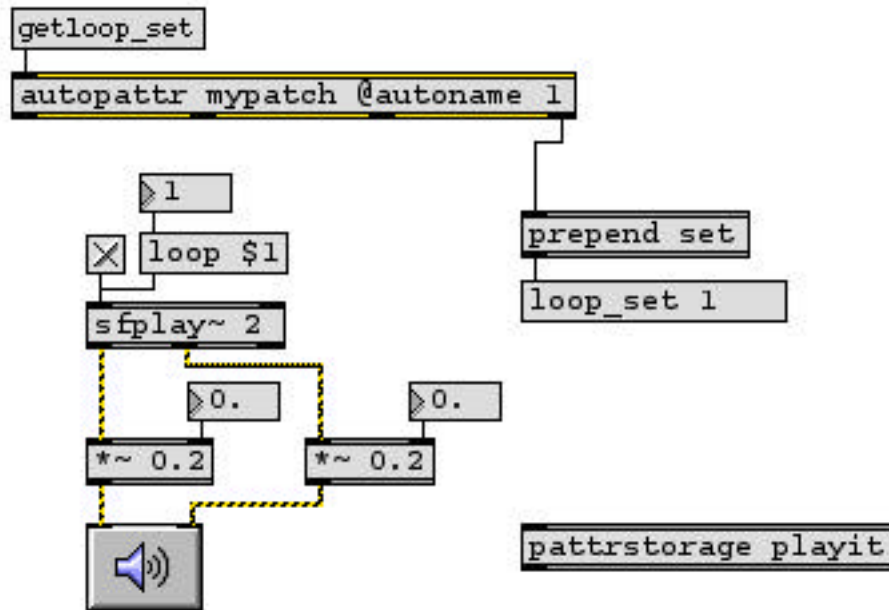 getloop_set
autopattr mypatch @autoname 1
1
loop $1
prepend set
loop_set 1
sfplay~ 2
0.
0.
*~ 0.2
*~ 0.2
pattrstorage playit